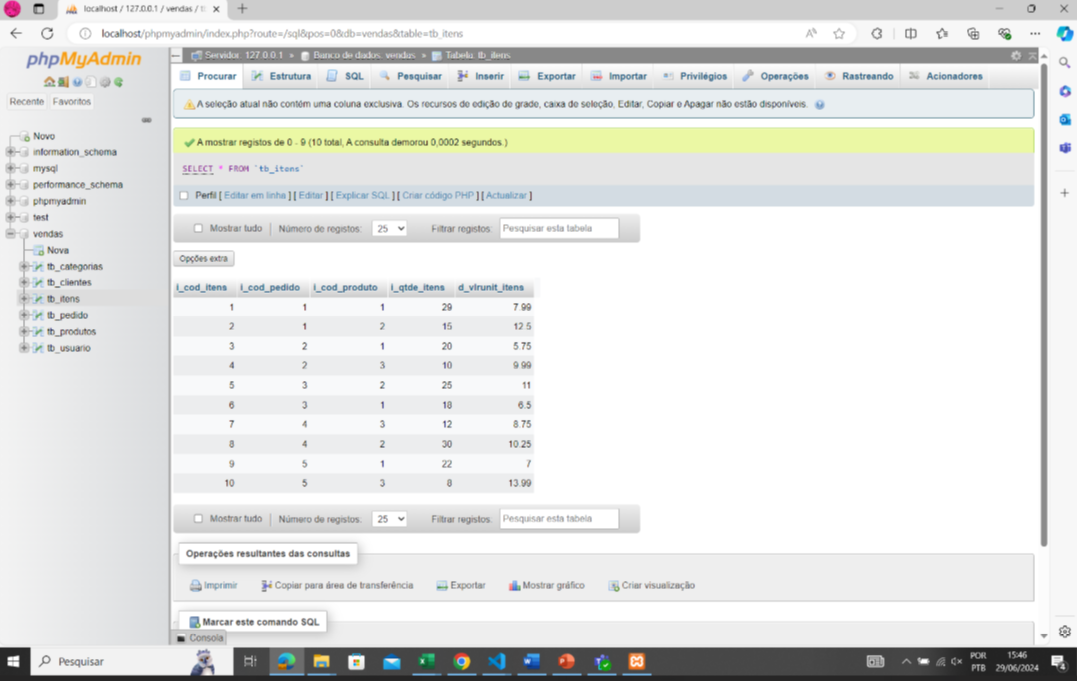 localhost / 127.0.0.1 / vendas / t
localhost/phpmyadmin/index.php?route=/sql&pos=0&db=vendas&table=tb_itens
phpMyAdmin
Recente Favoritos
Novo
information_schema
mysql
performance_schema
phpmyadmin
test
vendas
Nova
tb_categorias
tb_clientes
tb_itens
tb_pedido
tb_produtos
tb_usuario
Servidor: 127.0.0.1 » Banco de dados: vendas » Tabela: tb_itens
Procurar Estrutura SQL Pesquisar Inserir Exportar Importar Privilégios Operações Rastreando Acionadores
A seleção atual não contém uma coluna exclusiva. Os recursos de edição de grade, caixa de seleção. Editar, Copiar e Apagar não estão disponíveis.
A mostrar registos de 0 - 9 (10 total, A consulta demorou 0,0002 segundos.)
SELECT * FROM `tb_itens`
Perfil [ Editar em linha ] [ Editar ] [ Explicar SQL ] [ Criar código PHP ] [ Actualizar ]
Mostrar tudo Número de registos: 25 Filtrar registos: Pesquisar esta tabela
Opções extra
i_cod_itens i_cod_pedido i_cod_produto i_qtde_itens d_vlrunit_itens
1 1 1 29 7.99
2 1 2 15 12.5
3 2 1 20 5.75
4 2 3 10 9.99
5 3 2 25 11
6 3 1 18 6.5
7 4 3 12 8.75
8 4 2 30 10.25
9 5 1 22 7
10 5 3 8 13.99
Mostrar tudo Número de registos: 25 Filtrar registos: Pesquisar esta tabela
Operações resultantes das consultas
Imprimir Copiar para área de transferência Exportar Mostrar gráfico Criar visualização
Marcar este comando SQL
Consola
Pesquisar
POR
PTB
15:46
29/06/2024
4